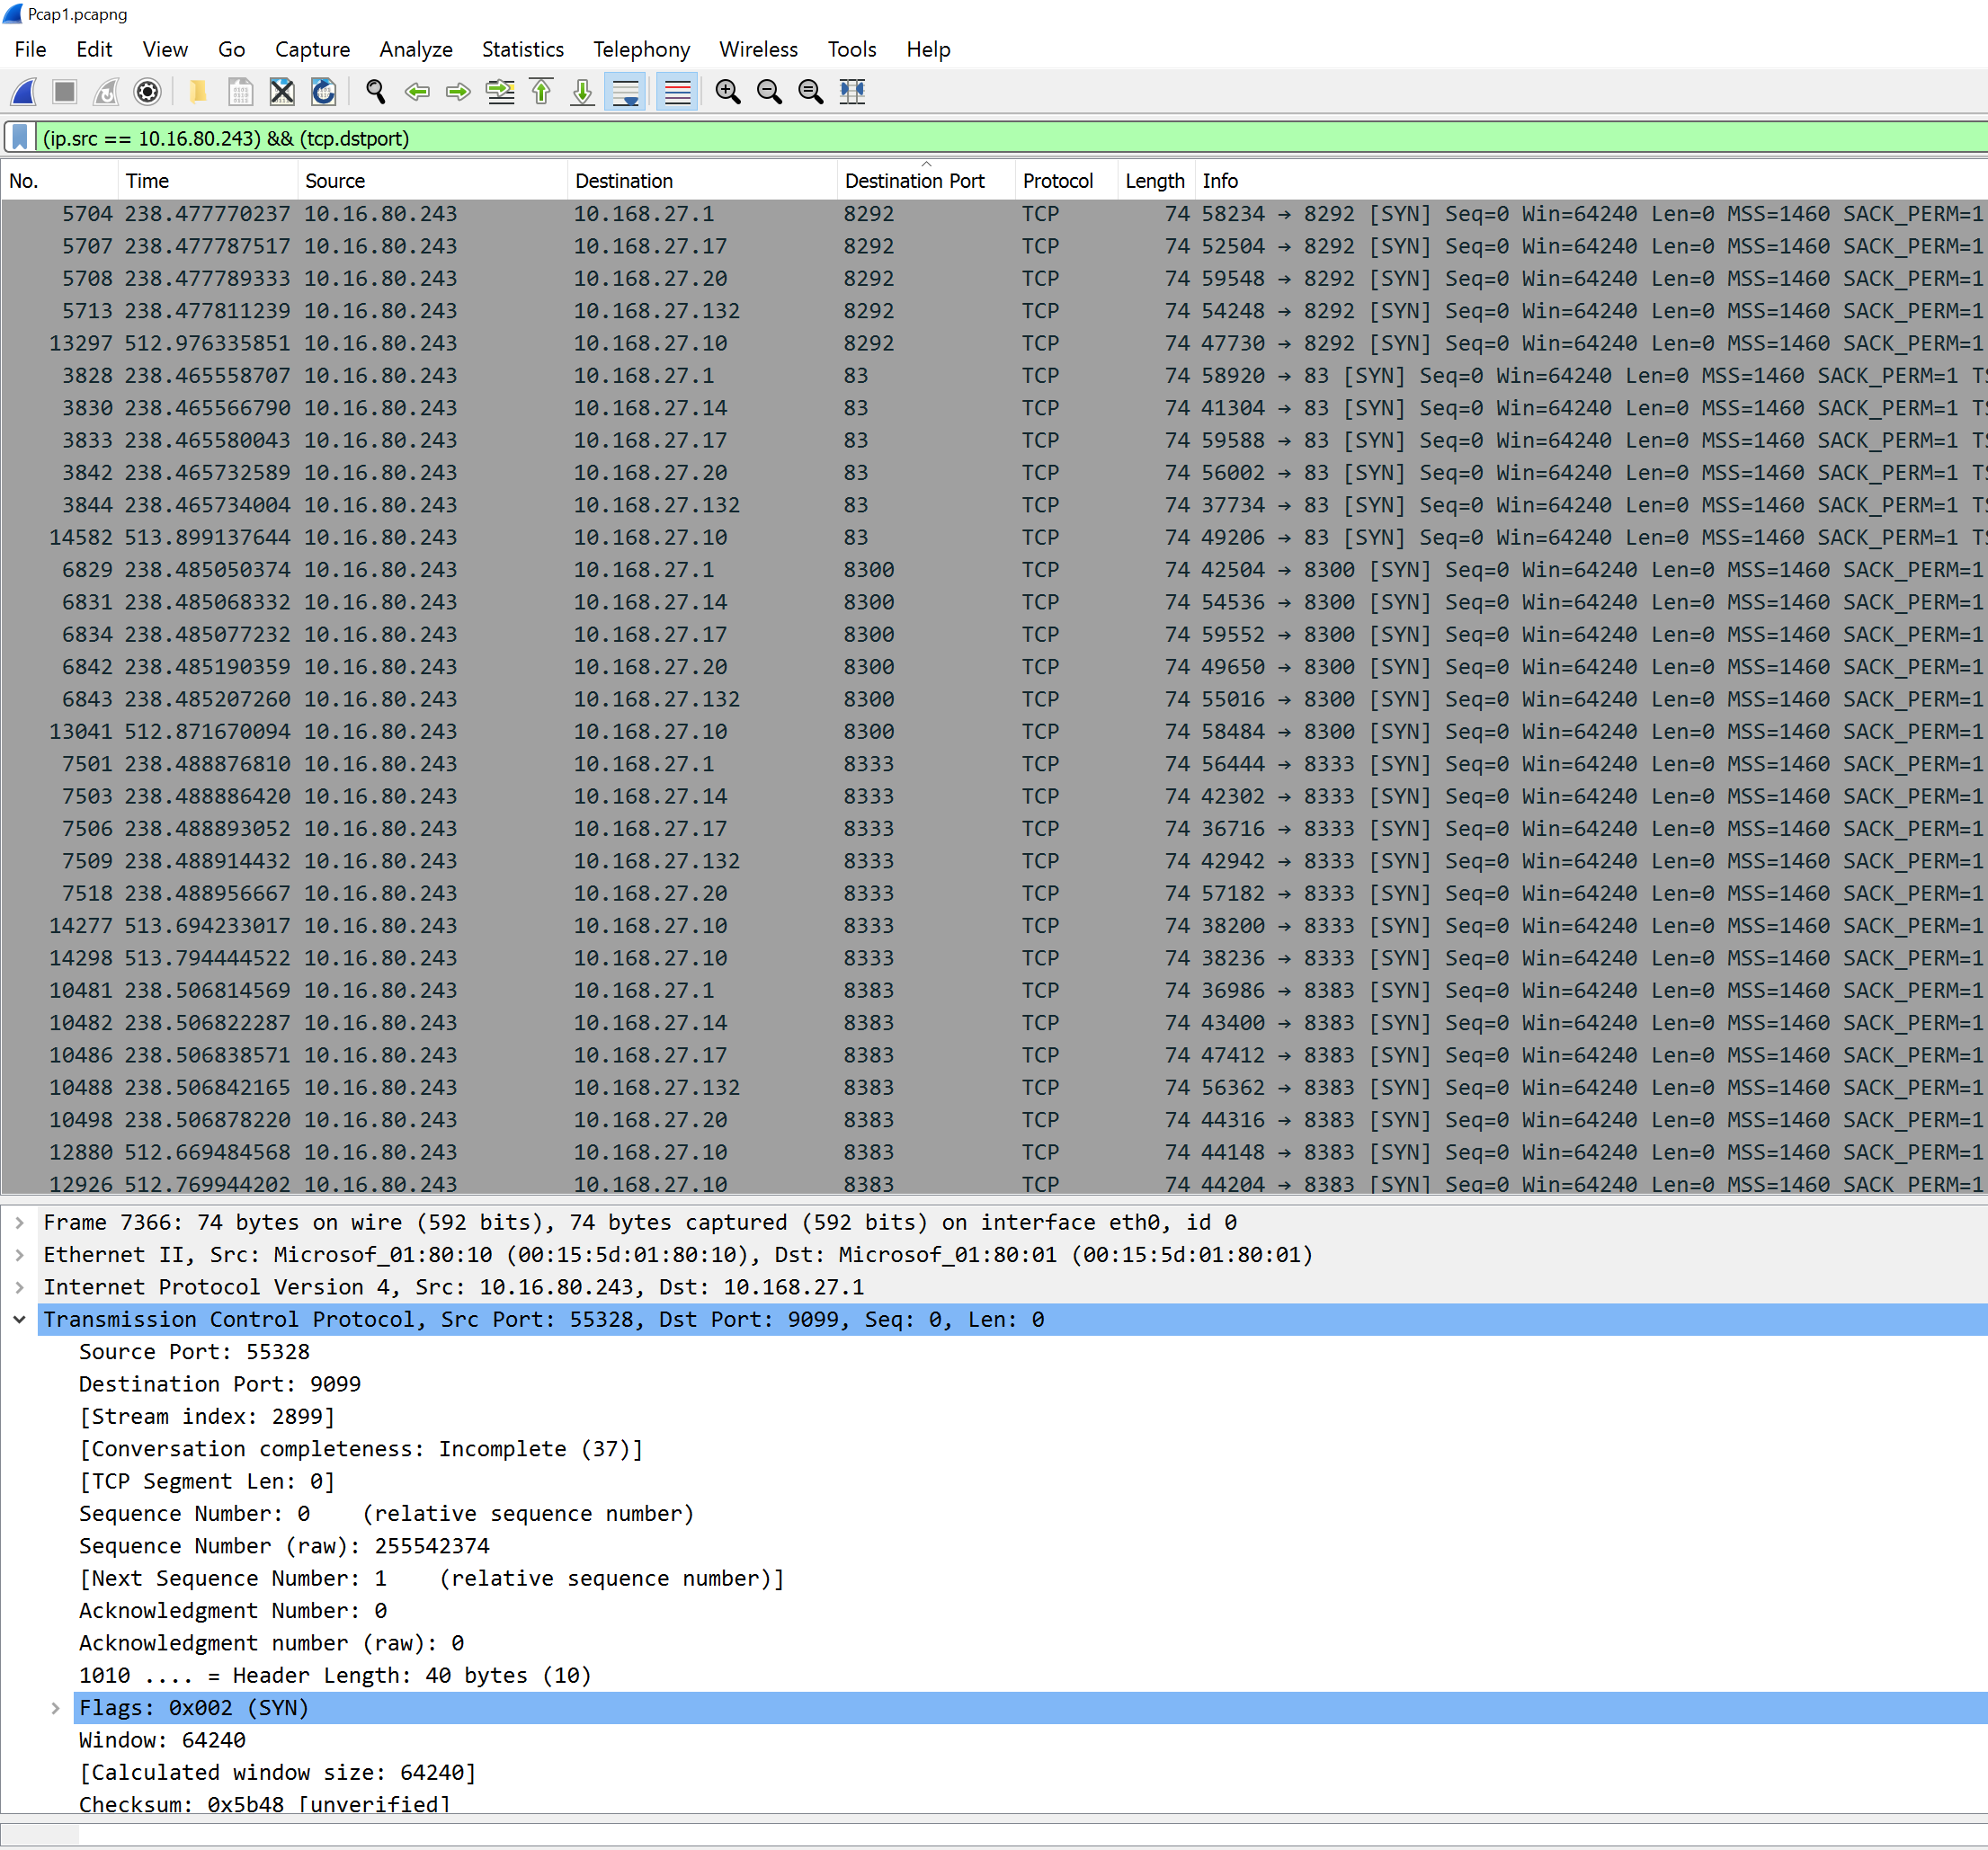 Pcap1.pcapng
File Edit View Go Capture Analyze Statistics Telephony Wireless Tools Help
(ip.src == 10.16.80.243) && (tcp.dstport)
No. Time Source Destination Destination Port Protocol Length Info
5704 238.477770237 10.16.80.243 10.168.27.1 8292 TCP 74 58234 → 8292 [SYN] Seq=0 Win=64240 Len=0 MSS=1460 SACK_PERM=1
5707 238.477787517 10.16.80.243 10.168.27.17 8292 TCP 74 52504 → 8292 [SYN] Seq=0 Win=64240 Len=0 MSS=1460 SACK_PERM=1
5708 238.477789333 10.16.80.243 10.168.27.20 8292 TCP 74 59548 → 8292 [SYN] Seq=0 Win=64240 Len=0 MSS=1460 SACK_PERM=1
5713 238.477811239 10.16.80.243 10.168.27.132 8292 TCP 74 54248 → 8292 [SYN] Seq=0 Win=64240 Len=0 MSS=1460 SACK_PERM=1
13297 512.976335851 10.16.80.243 10.168.27.10 8292 TCP 74 47730 → 8292 [SYN] Seq=0 Win=64240 Len=0 MSS=1460 SACK_PERM=1
3828 238.465558707 10.16.80.243 10.168.27.1 83 TCP 74 58920 → 83 [SYN] Seq=0 Win=64240 Len=0 MSS=1460 SACK_PERM=1 TS
3830 238.465566790 10.16.80.243 10.168.27.14 83 TCP 74 41304 → 83 [SYN] Seq=0 Win=64240 Len=0 MSS=1460 SACK_PERM=1 TS
3833 238.465580043 10.16.80.243 10.168.27.17 83 TCP 74 59588 → 83 [SYN] Seq=0 Win=64240 Len=0 MSS=1460 SACK_PERM=1 TS
3842 238.465732589 10.16.80.243 10.168.27.20 83 TCP 74 56002 → 83 [SYN] Seq=0 Win=64240 Len=0 MSS=1460 SACK_PERM=1 TS
3844 238.465734004 10.16.80.243 10.168.27.132 83 TCP 74 37734 → 83 [SYN] Seq=0 Win=64240 Len=0 MSS=1460 SACK_PERM=1 TS
14582 513.899137644 10.16.80.243 10.168.27.10 83 TCP 74 49206 → 83 [SYN] Seq=0 Win=64240 Len=0 MSS=1460 SACK_PERM=1 TS
6829 238.485050374 10.16.80.243 10.168.27.1 8300 TCP 74 42504 → 8300 [SYN] Seq=0 Win=64240 Len=0 MSS=1460 SACK_PERM=1
6831 238.485068332 10.16.80.243 10.168.27.14 8300 TCP 74 54536 → 8300 [SYN] Seq=0 Win=64240 Len=0 MSS=1460 SACK_PERM=1
6834 238.485077232 10.16.80.243 10.168.27.17 8300 TCP 74 59552 → 8300 [SYN] Seq=0 Win=64240 Len=0 MSS=1460 SACK_PERM=1
6842 238.485190359 10.16.80.243 10.168.27.20 8300 TCP 74 49650 → 8300 [SYN] Seq=0 Win=64240 Len=0 MSS=1460 SACK_PERM=1
6843 238.485207260 10.16.80.243 10.168.27.132 8300 TCP 74 55016 → 8300 [SYN] Seq=0 Win=64240 Len=0 MSS=1460 SACK_PERM=1
13041 512.871670094 10.16.80.243 10.168.27.10 8300 TCP 74 58484 → 8300 [SYN] Seq=0 Win=64240 Len=0 MSS=1460 SACK_PERM=1
7501 238.488876810 10.16.80.243 10.168.27.1 8333 TCP 74 56444 → 8333 [SYN] Seq=0 Win=64240 Len=0 MSS=1460 SACK_PERM=1
7503 238.488886420 10.16.80.243 10.168.27.14 8333 TCP 74 42302 → 8333 [SYN] Seq=0 Win=64240 Len=0 MSS=1460 SACK_PERM=1
7506 238.488893052 10.16.80.243 10.168.27.17 8333 TCP 74 36716 → 8333 [SYN] Seq=0 Win=64240 Len=0 MSS=1460 SACK_PERM=1
7509 238.488914432 10.16.80.243 10.168.27.132 8333 TCP 74 42942 → 8333 [SYN] Seq=0 Win=64240 Len=0 MSS=1460 SACK_PERM=1
7518 238.488956667 10.16.80.243 10.168.27.20 8333 TCP 74 57182 → 8333 [SYN] Seq=0 Win=64240 Len=0 MSS=1460 SACK_PERM=1
14277 513.694233017 10.16.80.243 10.168.27.10 8333 TCP 74 38200 → 8333 [SYN] Seq=0 Win=64240 Len=0 MSS=1460 SACK_PERM=1
14298 513.794444522 10.16.80.243 10.168.27.10 8333 TCP 74 38236 → 8333 [SYN] Seq=0 Win=64240 Len=0 MSS=1460 SACK_PERM=1
10481 238.506814569 10.16.80.243 10.168.27.1 8383 TCP 74 36986 → 8383 [SYN] Seq=0 Win=64240 Len=0 MSS=1460 SACK_PERM=1
10482 238.506822287 10.16.80.243 10.168.27.14 8383 TCP 74 43400 → 8383 [SYN] Seq=0 Win=64240 Len=0 MSS=1460 SACK_PERM=1
10486 238.506838571 10.16.80.243 10.168.27.17 8383 TCP 74 47412 → 8383 [SYN] Seq=0 Win=64240 Len=0 MSS=1460 SACK_PERM=1
10488 238.506842165 10.16.80.243 10.168.27.132 8383 TCP 74 56362 → 8383 [SYN] Seq=0 Win=64240 Len=0 MSS=1460 SACK_PERM=1
10498 238.506878220 10.16.80.243 10.168.27.20 8383 TCP 74 44316 → 8383 [SYN] Seq=0 Win=64240 Len=0 MSS=1460 SACK_PERM=1
12880 512.669484568 10.16.80.243 10.168.27.10 8383 TCP 74 44148 → 8383 [SYN] Seq=0 Win=64240 Len=0 MSS=1460 SACK_PERM=1
12926 512.769944202 10.16.80.243 10.168.27.10 8383 TCP 74 44204 → 8383 [SYN] Seq=0 Win=64240 Len=0 MSS=1460 SACK_PERM=1
Frame 7366: 74 bytes on wire (592 bits), 74 bytes captured (592 bits) on interface eth0, id 0
Ethernet II, Src: Microsof_01:80:10 (00:15:5d:01:80:10), Dst: Microsof_01:80:01 (00:15:5d:01:80:01)
Internet Protocol Version 4, Src: 10.16.80.243, Dst: 10.168.27.1
Transmission Control Protocol, Src Port: 55328, Dst Port: 9099, Seq: 0, Len: 0
Source Port: 55328
Destination Port: 9099
[Stream index: 2899]
[Conversation completeness: Incomplete (37)]
[TCP Segment Len: 0]
Sequence Number: 0 (relative sequence number)
Sequence Number (raw): 255542374
[Next Sequence Number: 1 (relative sequence number)]
Acknowledgment Number: 0
Acknowledgment number (raw): 0
1010 .... = Header Length: 40 bytes (10)
Flags: 0x002 (SYN)
Window: 64240
[Calculated window size: 64240]
Checksum: 0x5b48 [unverified]